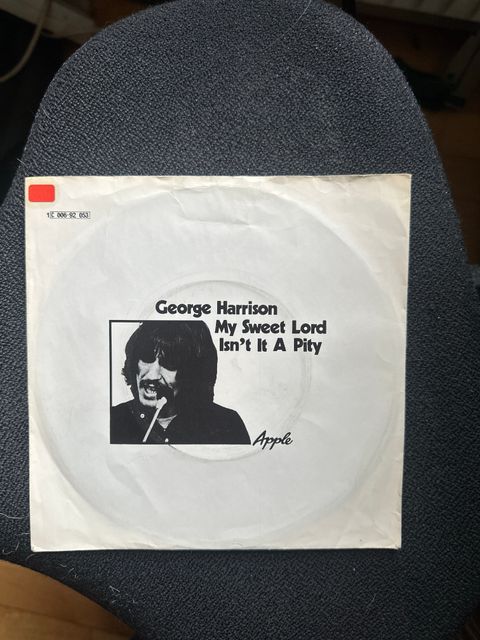 1C 006-92 053
George Harrison
My Sweet Lord
Isn't It A Pity
Apple